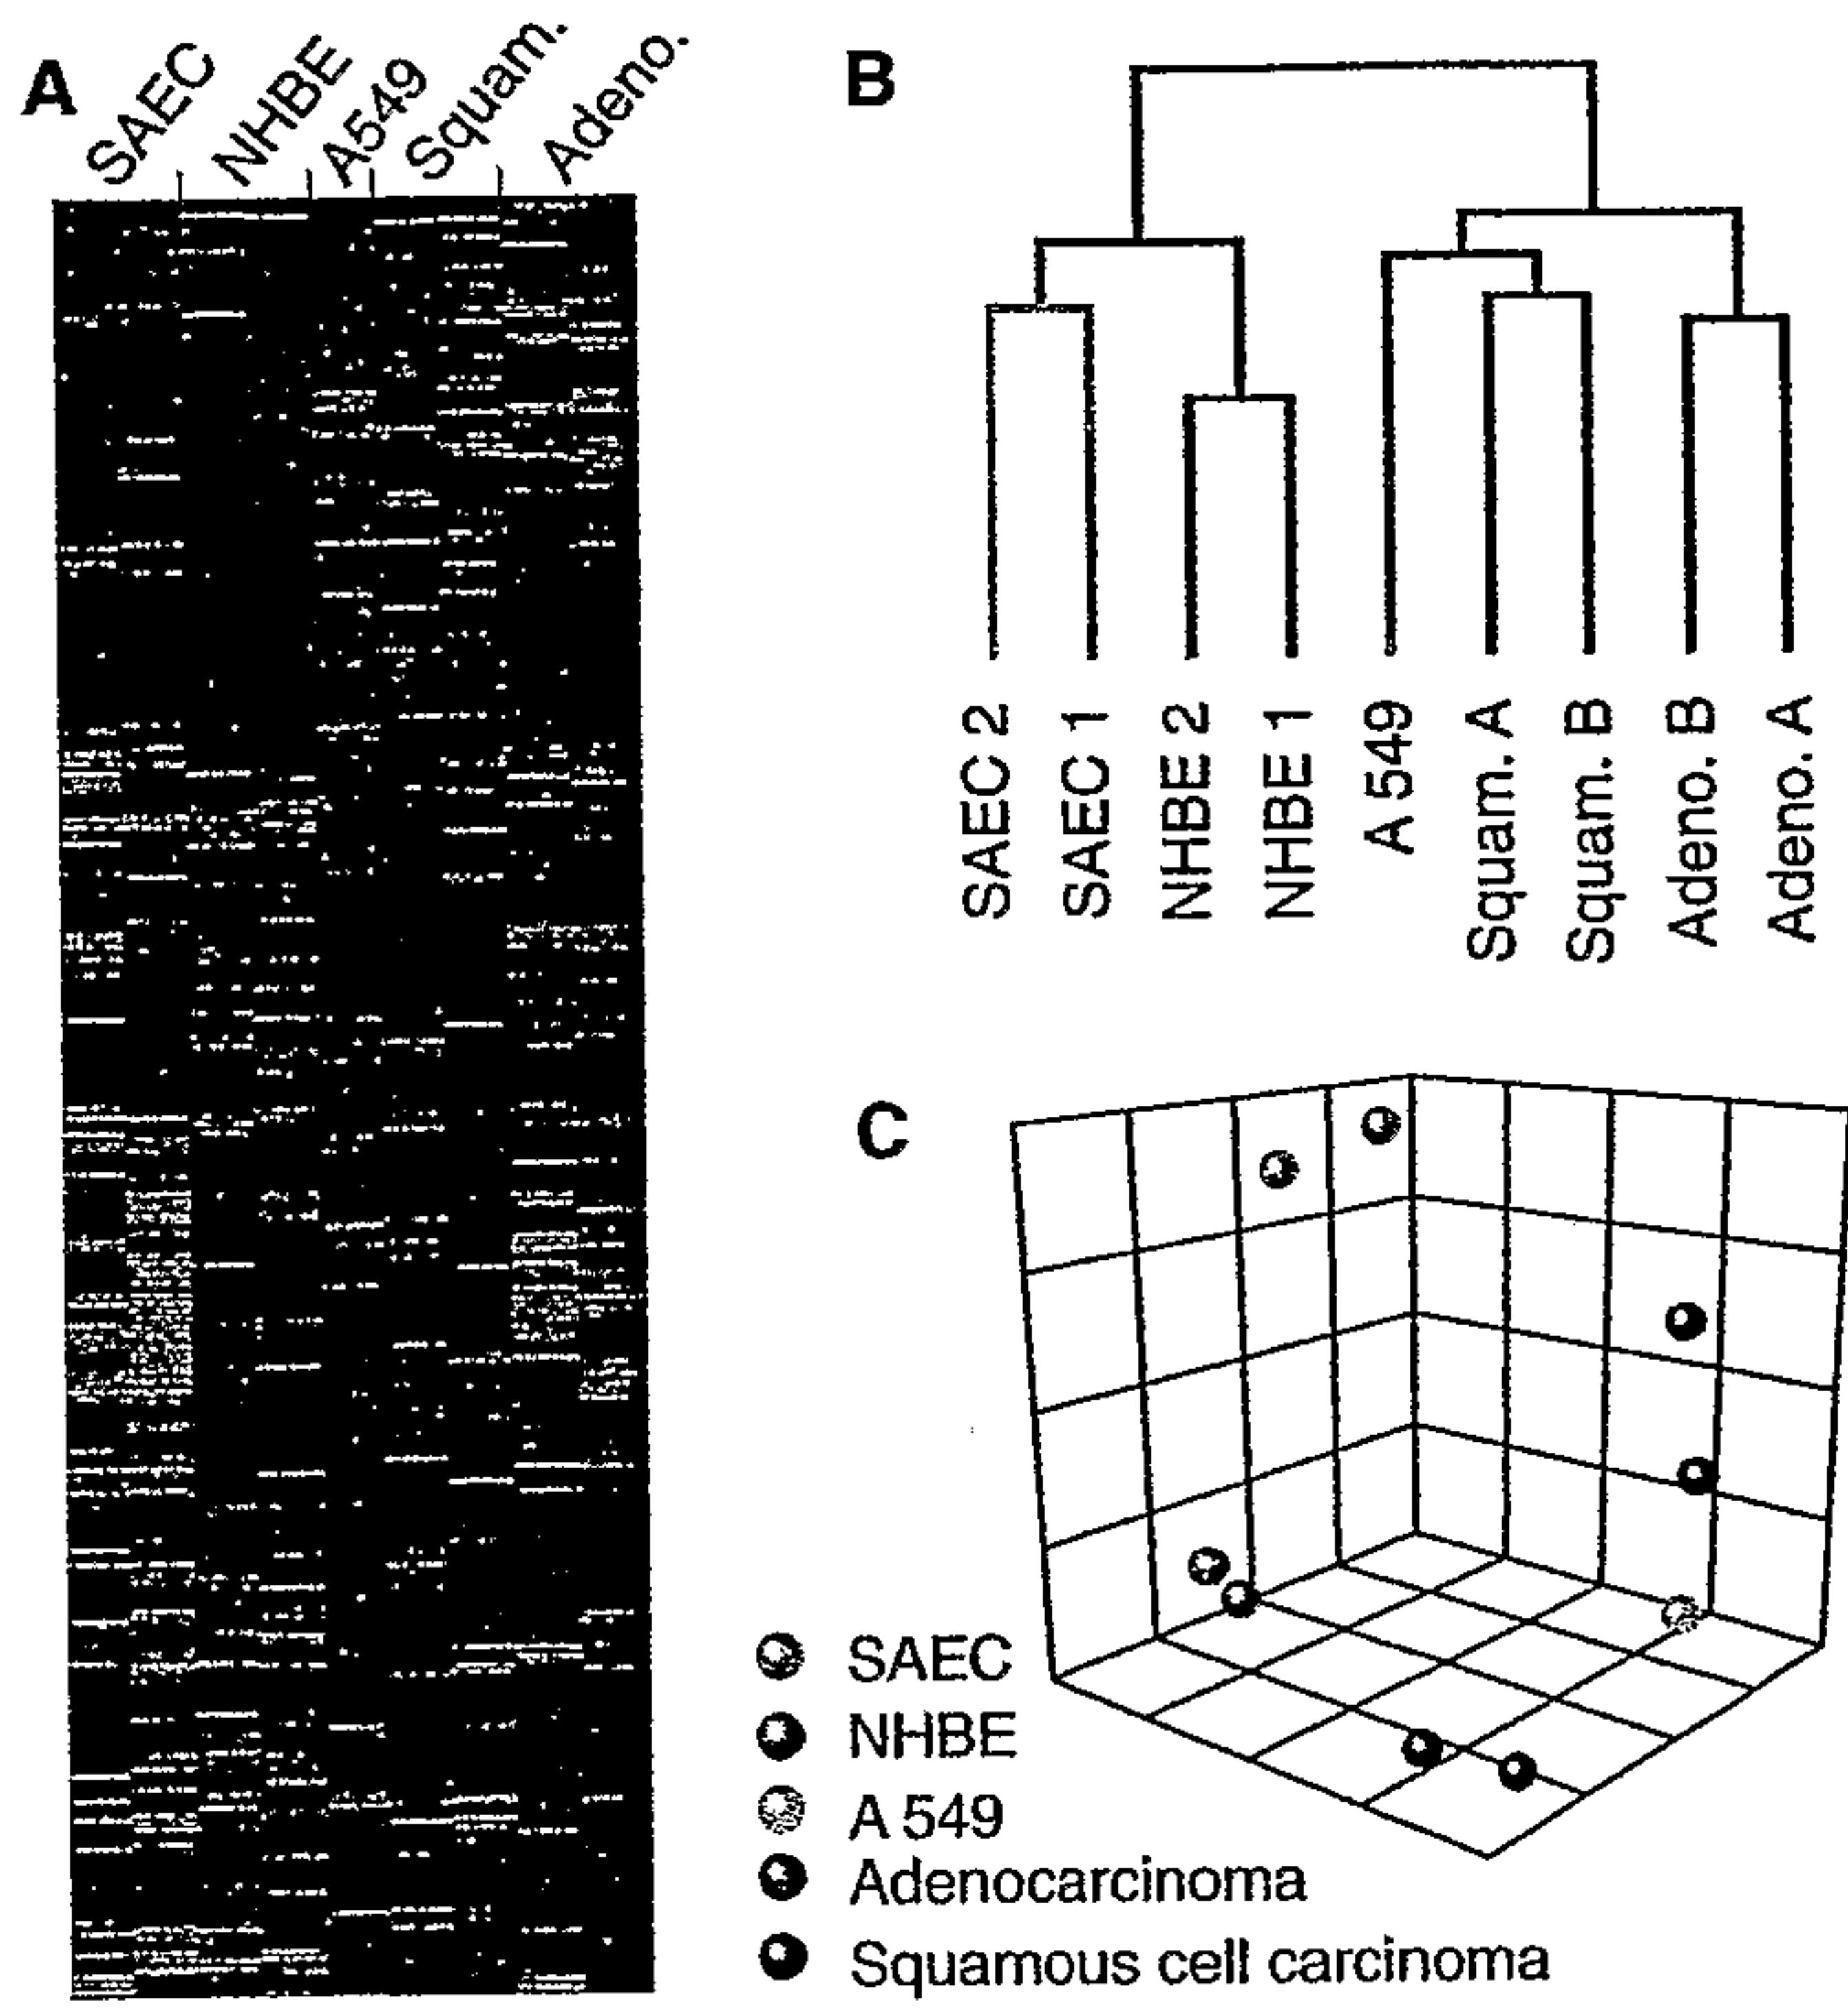 A
SAEC
NHBE
A549
Squam.
Adeno.
B
SAEC 2
SAEC 1
NHBE 2
NHBE 1
A 549
Squam. A
Squam. B
Adeno. B
Adeno. A
C
SAEC
NHBE
A 549
Adenocarcinoma
Squamous cell carcinoma